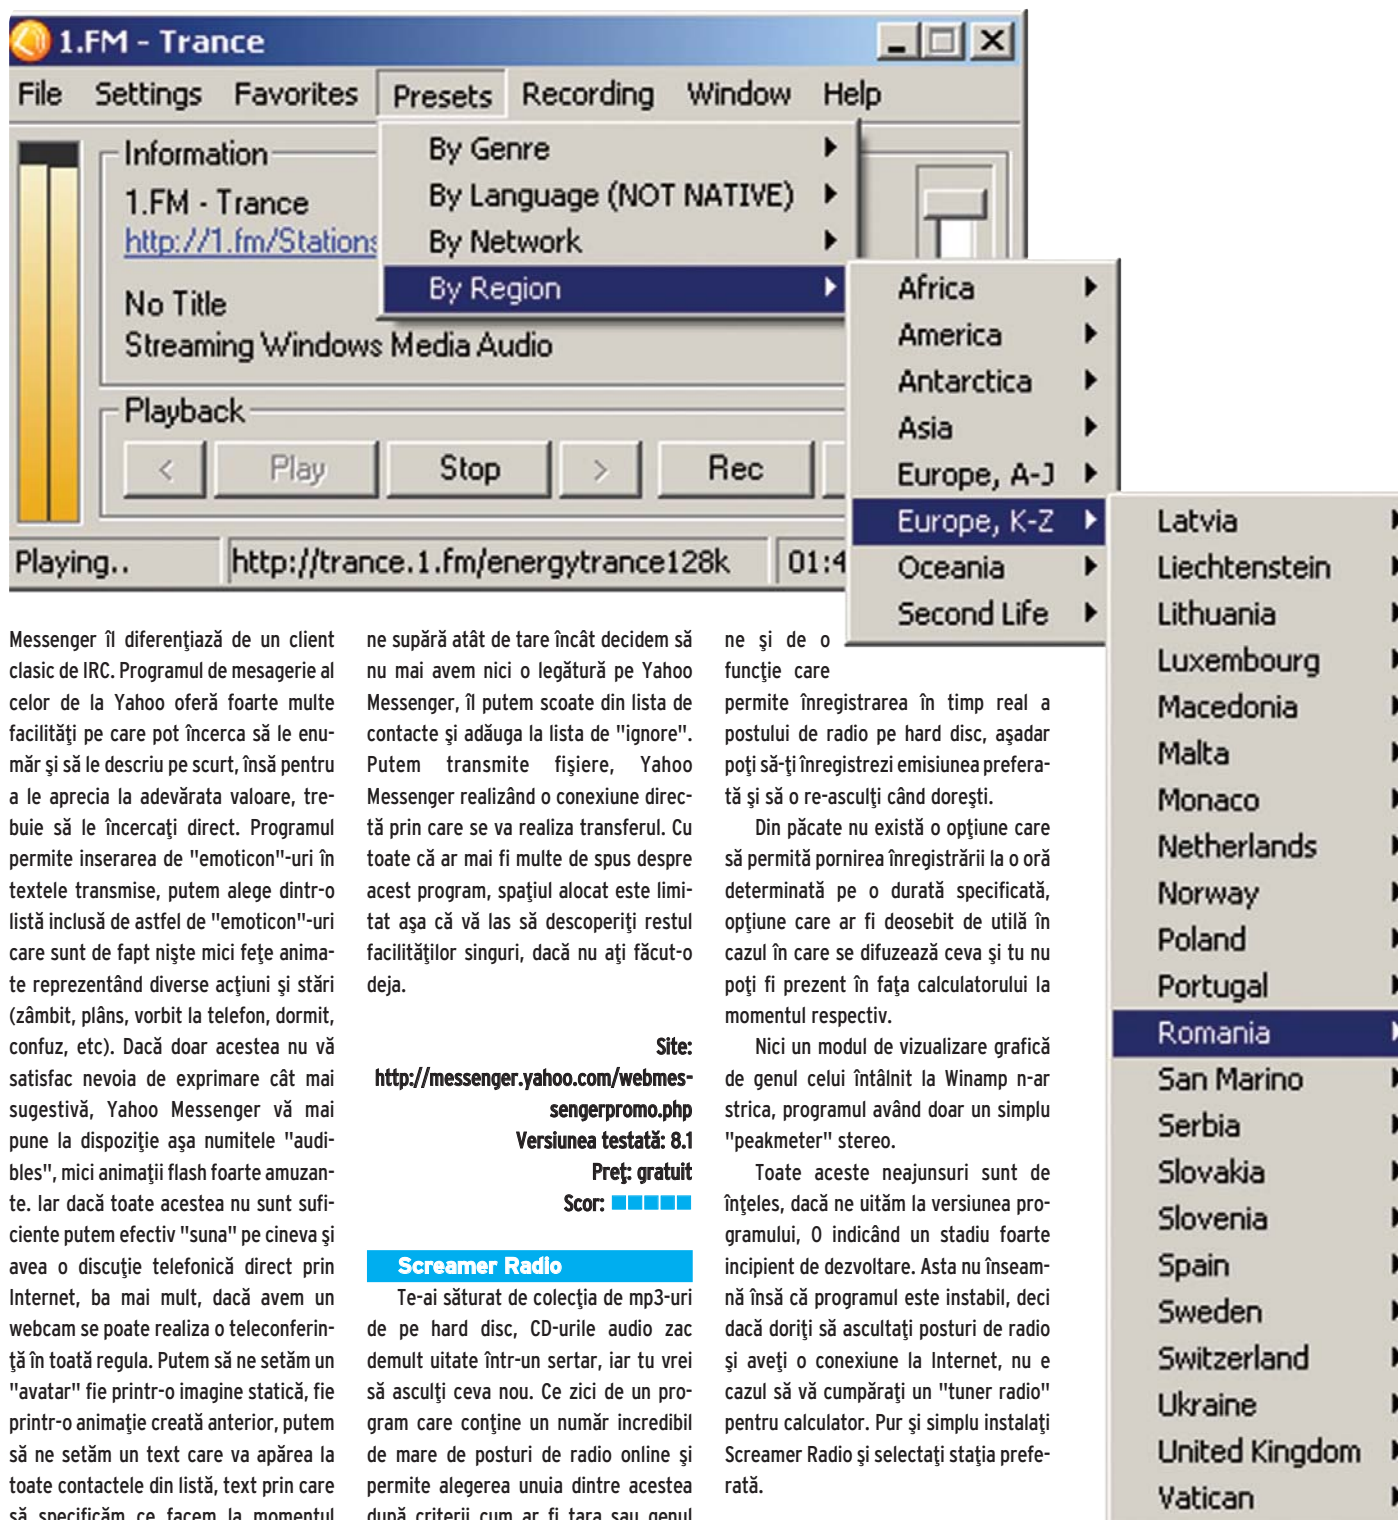 1.FM - Trance
File Settings Favorites Presets Recording Window Help
Information
1.FM - Trance
http://1.fm/Stations
No Title
Streaming Windows Media Audio
By Genre
By Language (NOT NATIVE)
By Network
By Region
Playback
< Play Stop > Rec
Playing.. http://trance.1.fm/energytrance128k 01:4
Africa
America
Antarctica
Asia
Europe, A-J
Europe, K-Z
Oceania
Second Life
Latvia
Liechtenstein
Lithuania
Luxembourg
Macedonia
Malta
Monaco
Netherlands
Norway
Poland
Portugal
Romania
San Marino
Serbia
Slovakia
Slovenia
Spain
Sweden
Switzerland
Ukraine
United Kingdom
Vatican
Messenger îl diferenţiază de un client
clasic de IRC. Programul de mesagerie al
celor de la Yahoo oferă foarte multe
facilităţi pe care pot încerca să le enu-
măr şi să le descriu pe scurt, însă pentru
a le aprecia la adevărata valoare, tre-
buie să le încercaţi direct. Programul
permite inserarea de "emoticon"-uri în
textele transmise, putem alege dintr-o
listă inclusă de astfel de "emoticon"-uri
care sunt de fapt nişte mici feţe anima-
te reprezentând diverse acţiuni şi stări
(zâmbit, plâns, vorbit la telefon, dormit,
confuz, etc). Dacă doar acestea nu vă
satisfac nevoia de exprimare cât mai
sugestivă, Yahoo Messenger vă mai
pune la dispoziţie aşa numitele "audi-
bles", mici animaţii flash foarte amuzan-
te. Iar dacă toate acestea nu sunt sufi-
ciente putem efectiv "suna" pe cineva şi
avea o discuţie telefonică direct prin
Internet, ba mai mult, dacă avem un
webcam se poate realiza o teleconferin-
ţă în toată regula. Putem să ne setăm un
"avatar" fie printr-o imagine statică, fie
printr-o animaţie creată anterior, putem
să ne setăm un text care va apărea la
toate contactele din listă, text prin care
să specificăm ce facem la momentul
ne supără atât de tare încât decidem să
nu mai avem nici o legătură pe Yahoo
Messenger, îl putem scoate din lista de
contacte şi adăuga la lista de "ignore".
Putem transmite fişiere, Yahoo
Messenger realizând o conexiune direc-
tă prin care se va realiza transferul. Cu
toate că ar mai fi multe de spus despre
acest program, spaţiul alocat este limi-
tat aşa că vă las să descoperiţi restul
facilităţilor singuri, dacă nu aţi făcut-o
deja.
Site:
http://messenger.yahoo.com/webmes-
sengerpromo.php
Versiunea testată: 8.1
Preţ: gratuit
Scor:
Screamer Radio
Te-ai săturat de colecţia de mp3-uri
de pe hard disc, CD-urile audio zac
demult uitate într-un sertar, iar tu vrei
să asculţi ceva nou. Ce zici de un pro-
gram care conţine un număr incredibil
de mare de posturi de radio online şi
permite alegerea unuia dintre acestea
după criterii cum ar fi ţara sau genul
ne şi de o
funcţie care
permite înregistrarea în timp real a
postului de radio pe hard disc, aşadar
poţi să-ţi înregistrezi emisiunea prefera-
tă şi să o re-asculţi când doreşti.
Din păcate nu există o opţiune care
să permită pornirea înregistrării la o oră
determinată pe o durată specificată,
opţiune care ar fi deosebit de utilă în
cazul în care se difuzează ceva şi tu nu
poţi fi prezent în faţa calculatorului la
momentul respectiv.
Nici un modul de vizualizare grafică
de genul celui întâlnit la Winamp n-ar
strica, programul având doar un simplu
"peakmeter" stereo.
Toate aceste neajunsuri sunt de
înţeles, dacă ne uităm la versiunea pro-
gramului, 0 indicând un stadiu foarte
incipient de dezvoltare. Asta nu înseam-
nă însă că programul este instabil, deci
dacă doriţi să ascultaţi posturi de radio
şi aveţi o conexiune la Internet, nu e
cazul să vă cumpăraţi un "tuner radio"
pentru calculator. Pur şi simplu instalaţi
Screamer Radio şi selectaţi staţia prefe-
rată.